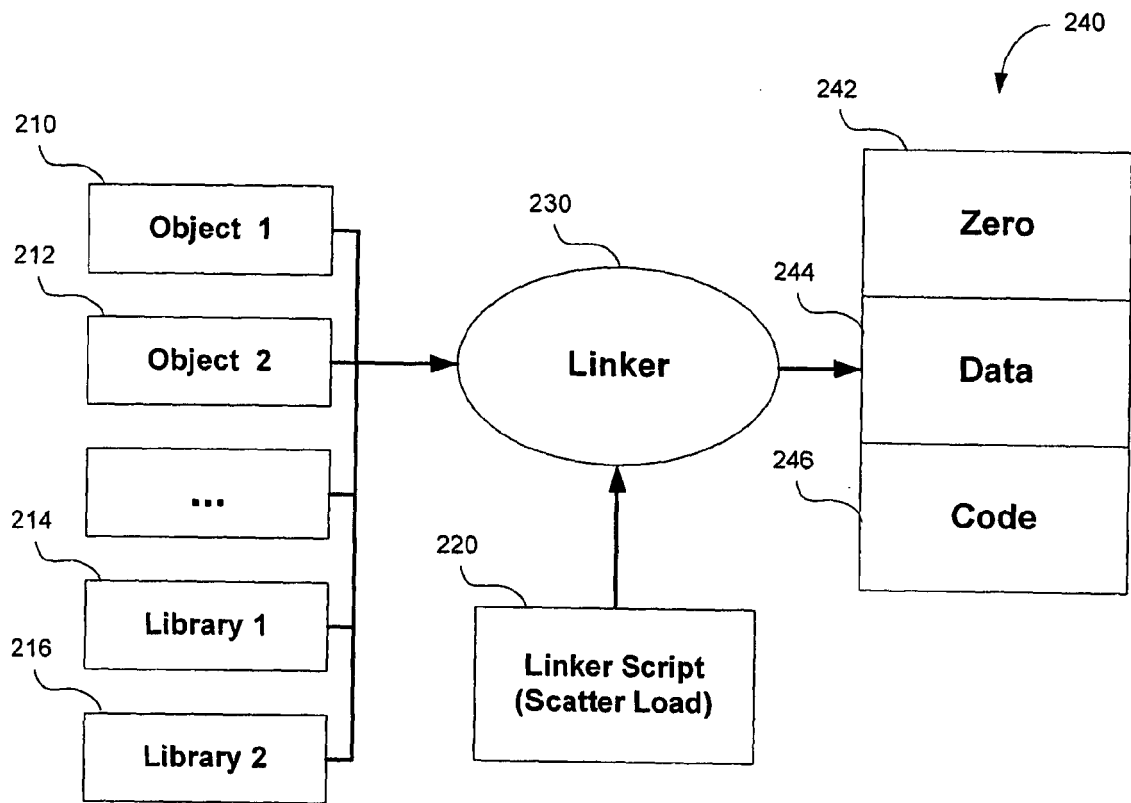 240
242
210
Object 1
230
Zero
212
244
Object 2
Linker
Data
...
246
214
220
Code
Library 1
216
Linker Script
(Scatter Load)
Library 2